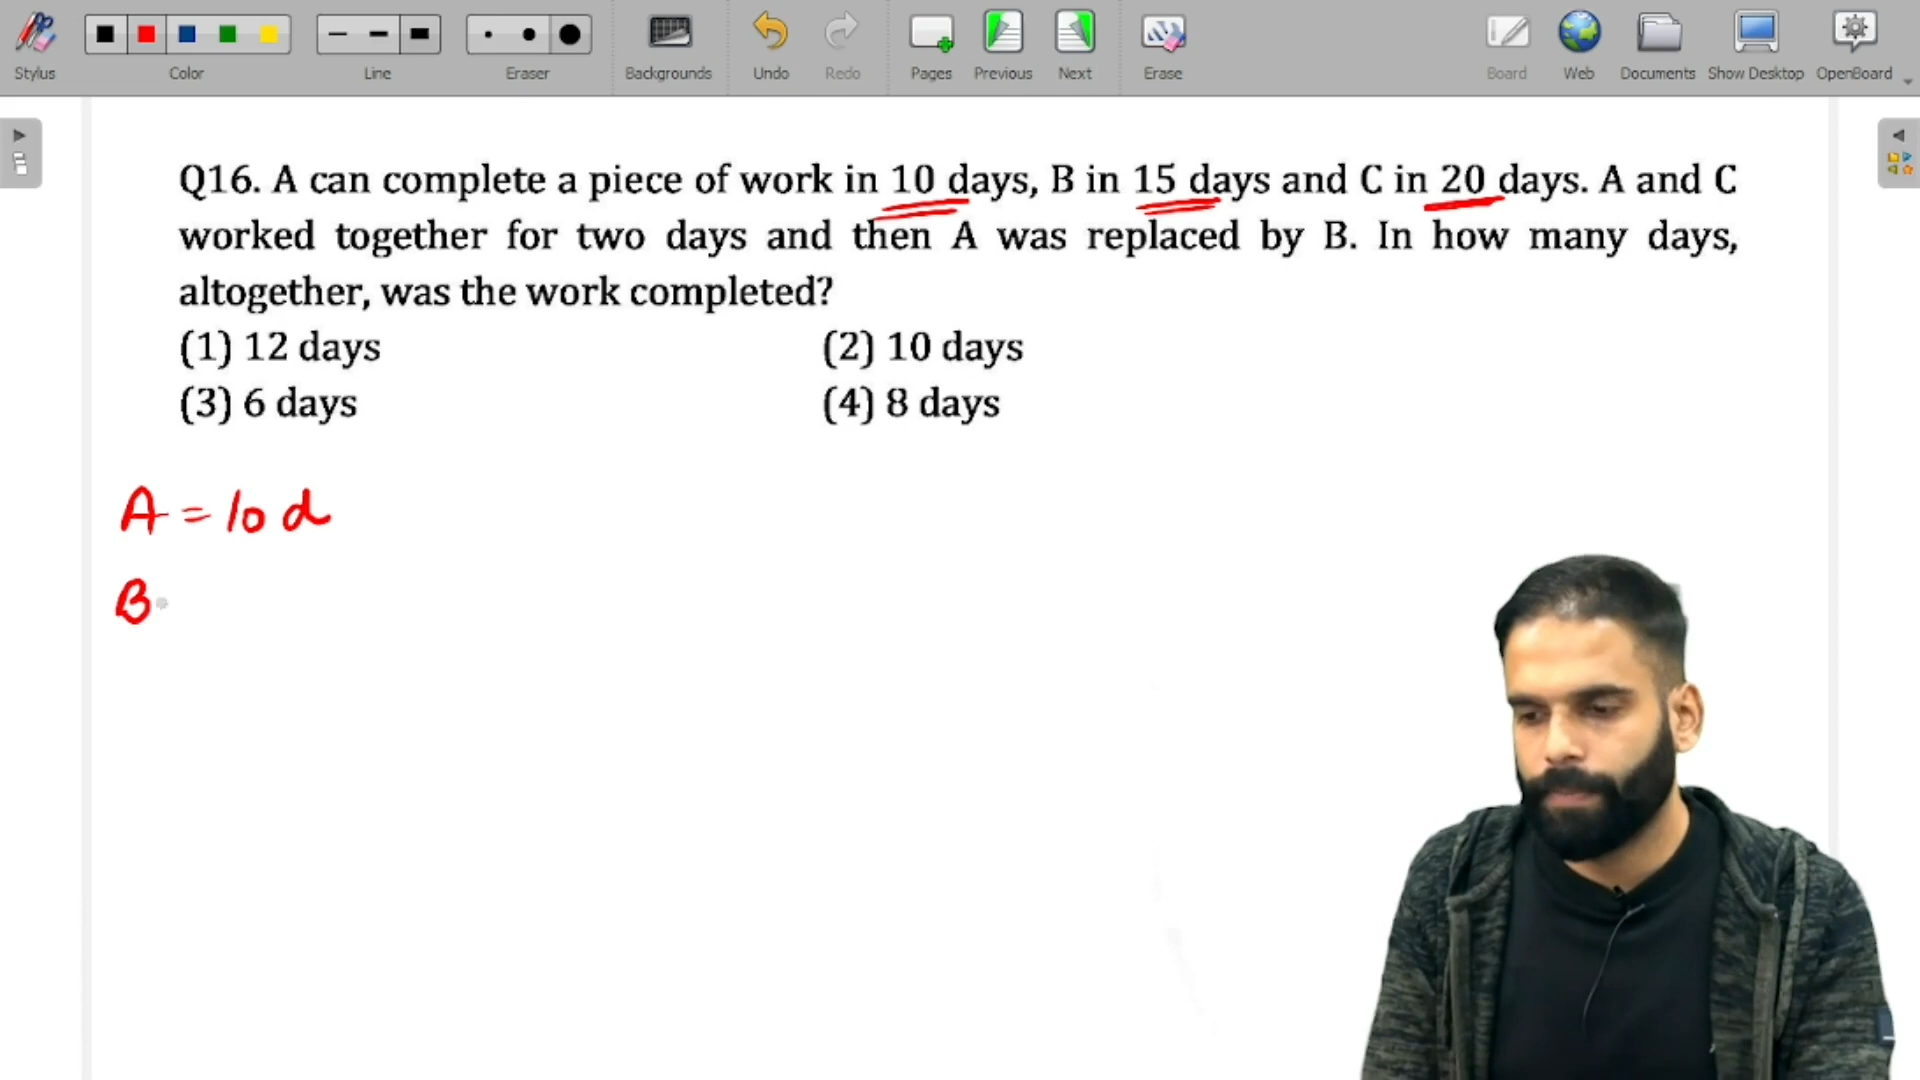 Stylus
Color
Line
Eraser
Backgrounds
Undo
Redo
Pages
Previous
Next
Erase
Board
Web
Documents
Show Desktop
OpenBoard
Q16. A can complete a piece of work in 10 days, B in 15 days and C in 20 days. A and C
worked together for two days and then A was replaced by B. In how many days,
altogether, was the work completed?
(1) 12 days
(2) 10 days
(3) 6 days
(4) 8 days
A = 10 d
B